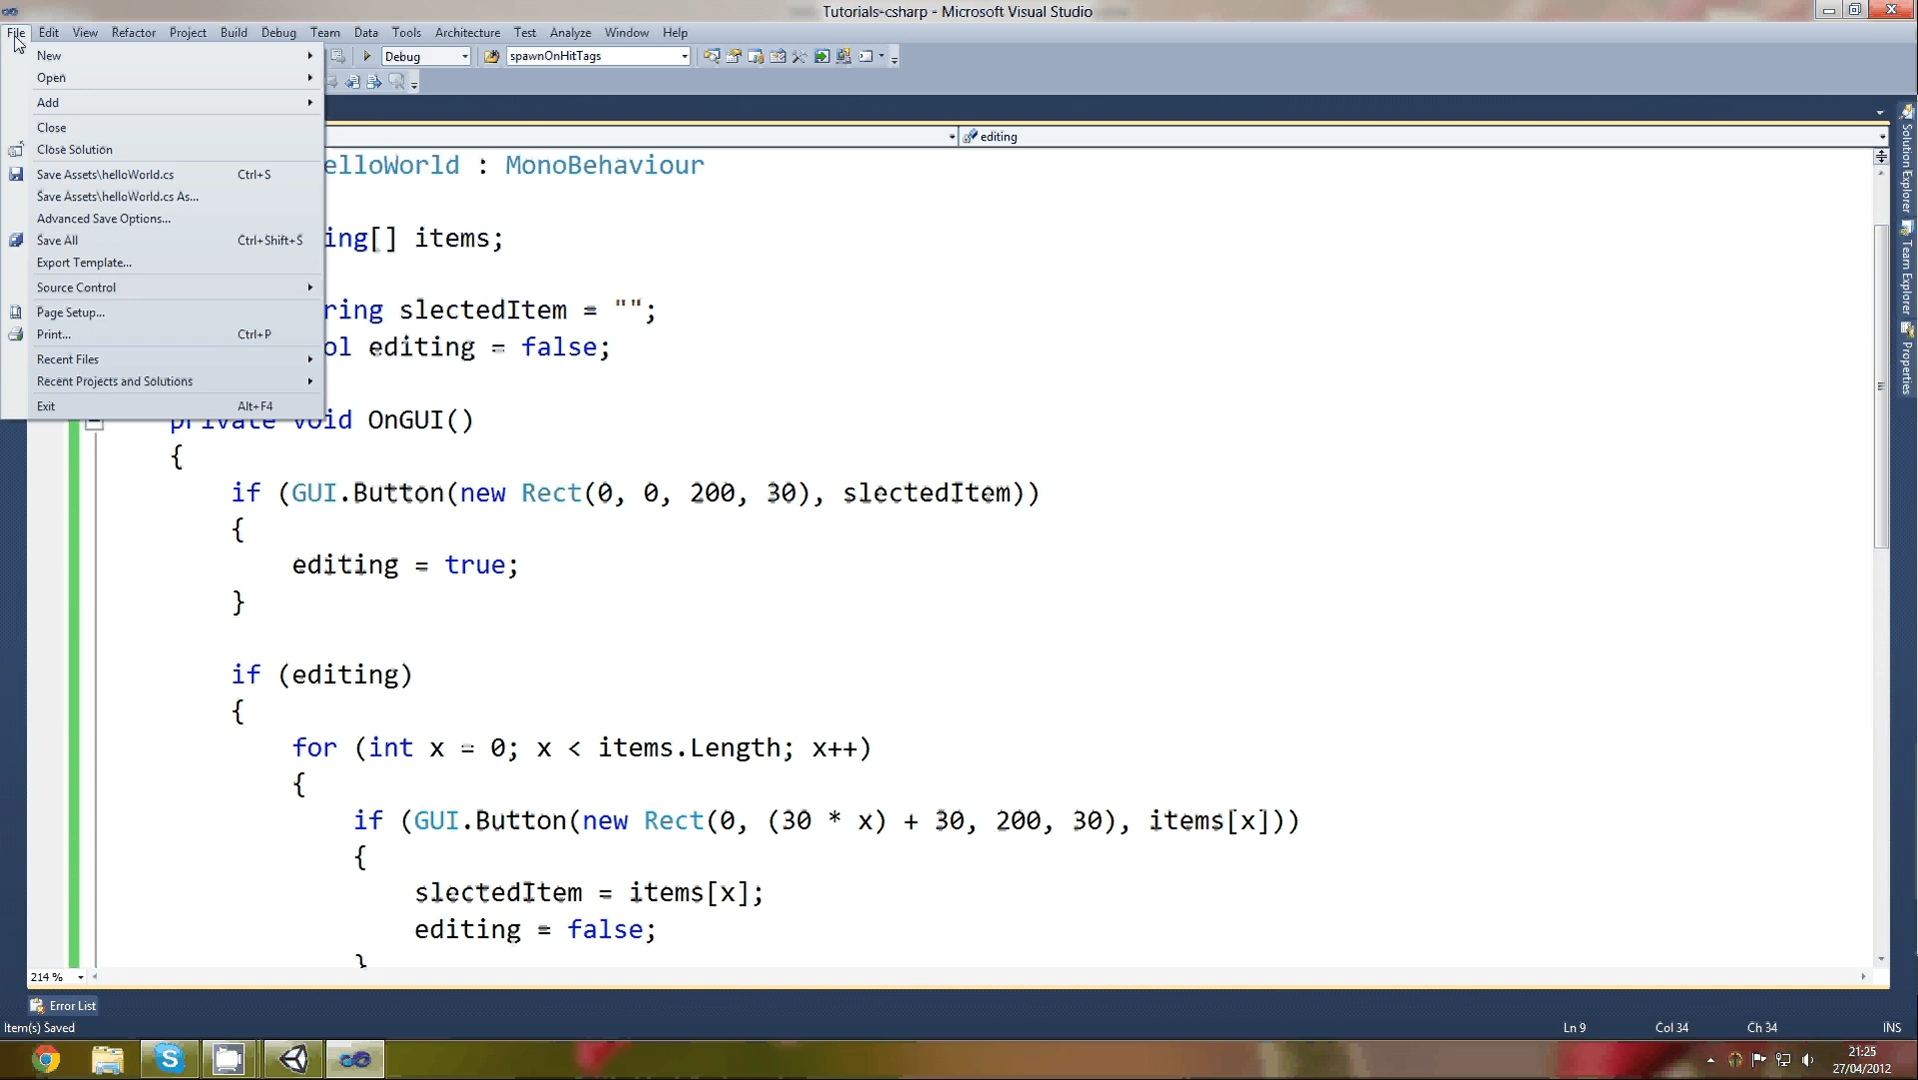 Tutorials-csharp - Microsoft Visual Studio
File Edit View Refactor Project Build Debug Team Data Tools Architecture Test Analyze Window Help
New
Debug spawnOnHitTags
Open
Add
Close
editing
Close Solution
elloWorld : MonoBehaviour
Save Assets\helloWorld.cs Ctrl+S
Save Assets\helloWorld.cs As...
Advanced Save Options...
Save All Ctrl+Shift+S
ing[] items;
Export Template...
Source Control
Page Setup...
ring slectedItem = "";
Print... Ctrl+P
ol editing = false;
Recent Files
Recent Projects and Solutions
Exit Alt+F4
private void OnGUI()
{
if (GUI.Button(new Rect(0, 0, 200, 30), slectedItem))
{
editing = true;
}
if (editing)
{
for (int x = 0; x < items.Length; x++)
{
if (GUI.Button(new Rect(0, (30 * x) + 30, 200, 30), items[x]))
{
slectedItem = items[x];
editing = false;
}
Solution Explorer
Team Explorer
Properties
214 %
Error List
Item(s) Saved Ln 9 Col 34 Ch 34 INS
21:25
27/04/2012